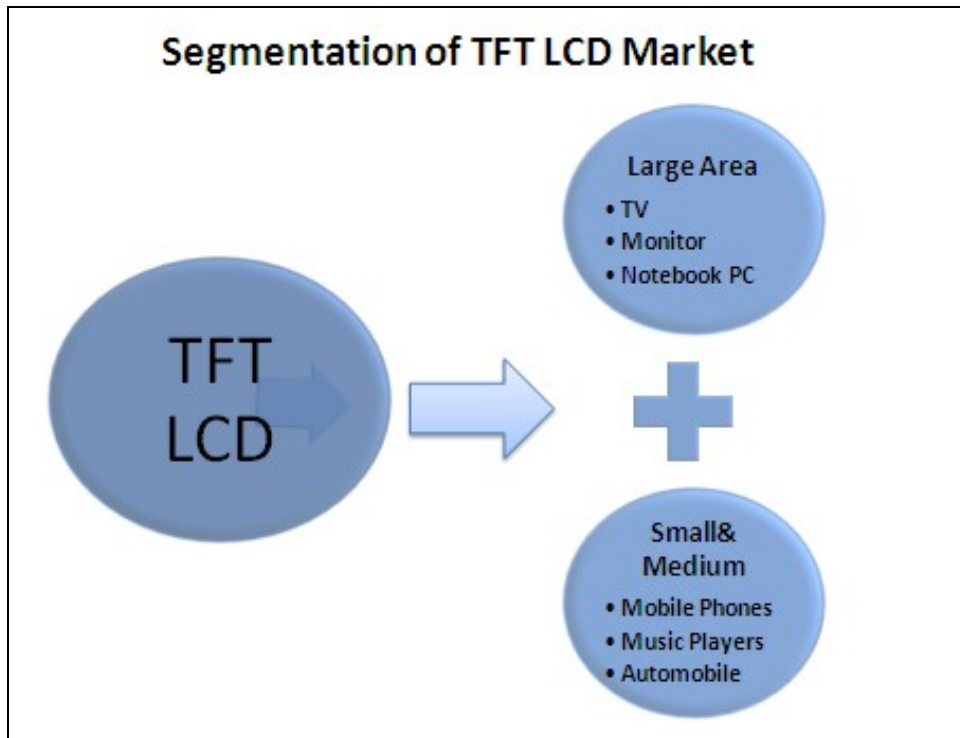 Segmentation of TFT LCD Market
TFT
LCD
Large Area
• TV
• Monitor
• Notebook PC
Small&
Medium
• Mobile Phones
• Music Players
• Automobile